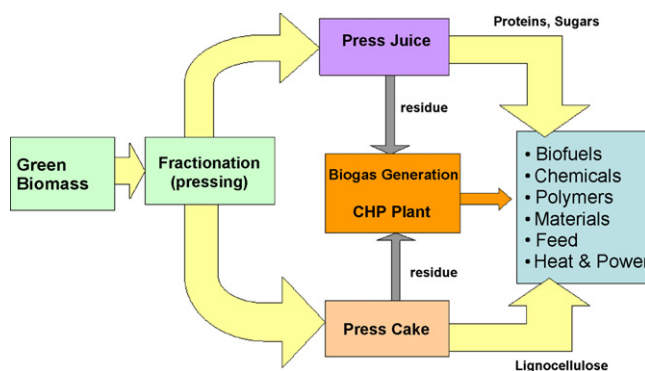 Proteins, Sugars
Press Juice
residue
Green
Biomass
Fractionation
(pressing)
Biogas Generation
CHP Plant
• Biofuels
• Chemicals
• Polymers
• Materials
• Feed
• Heat & Power
residue
Press Cake
Lignocellulose